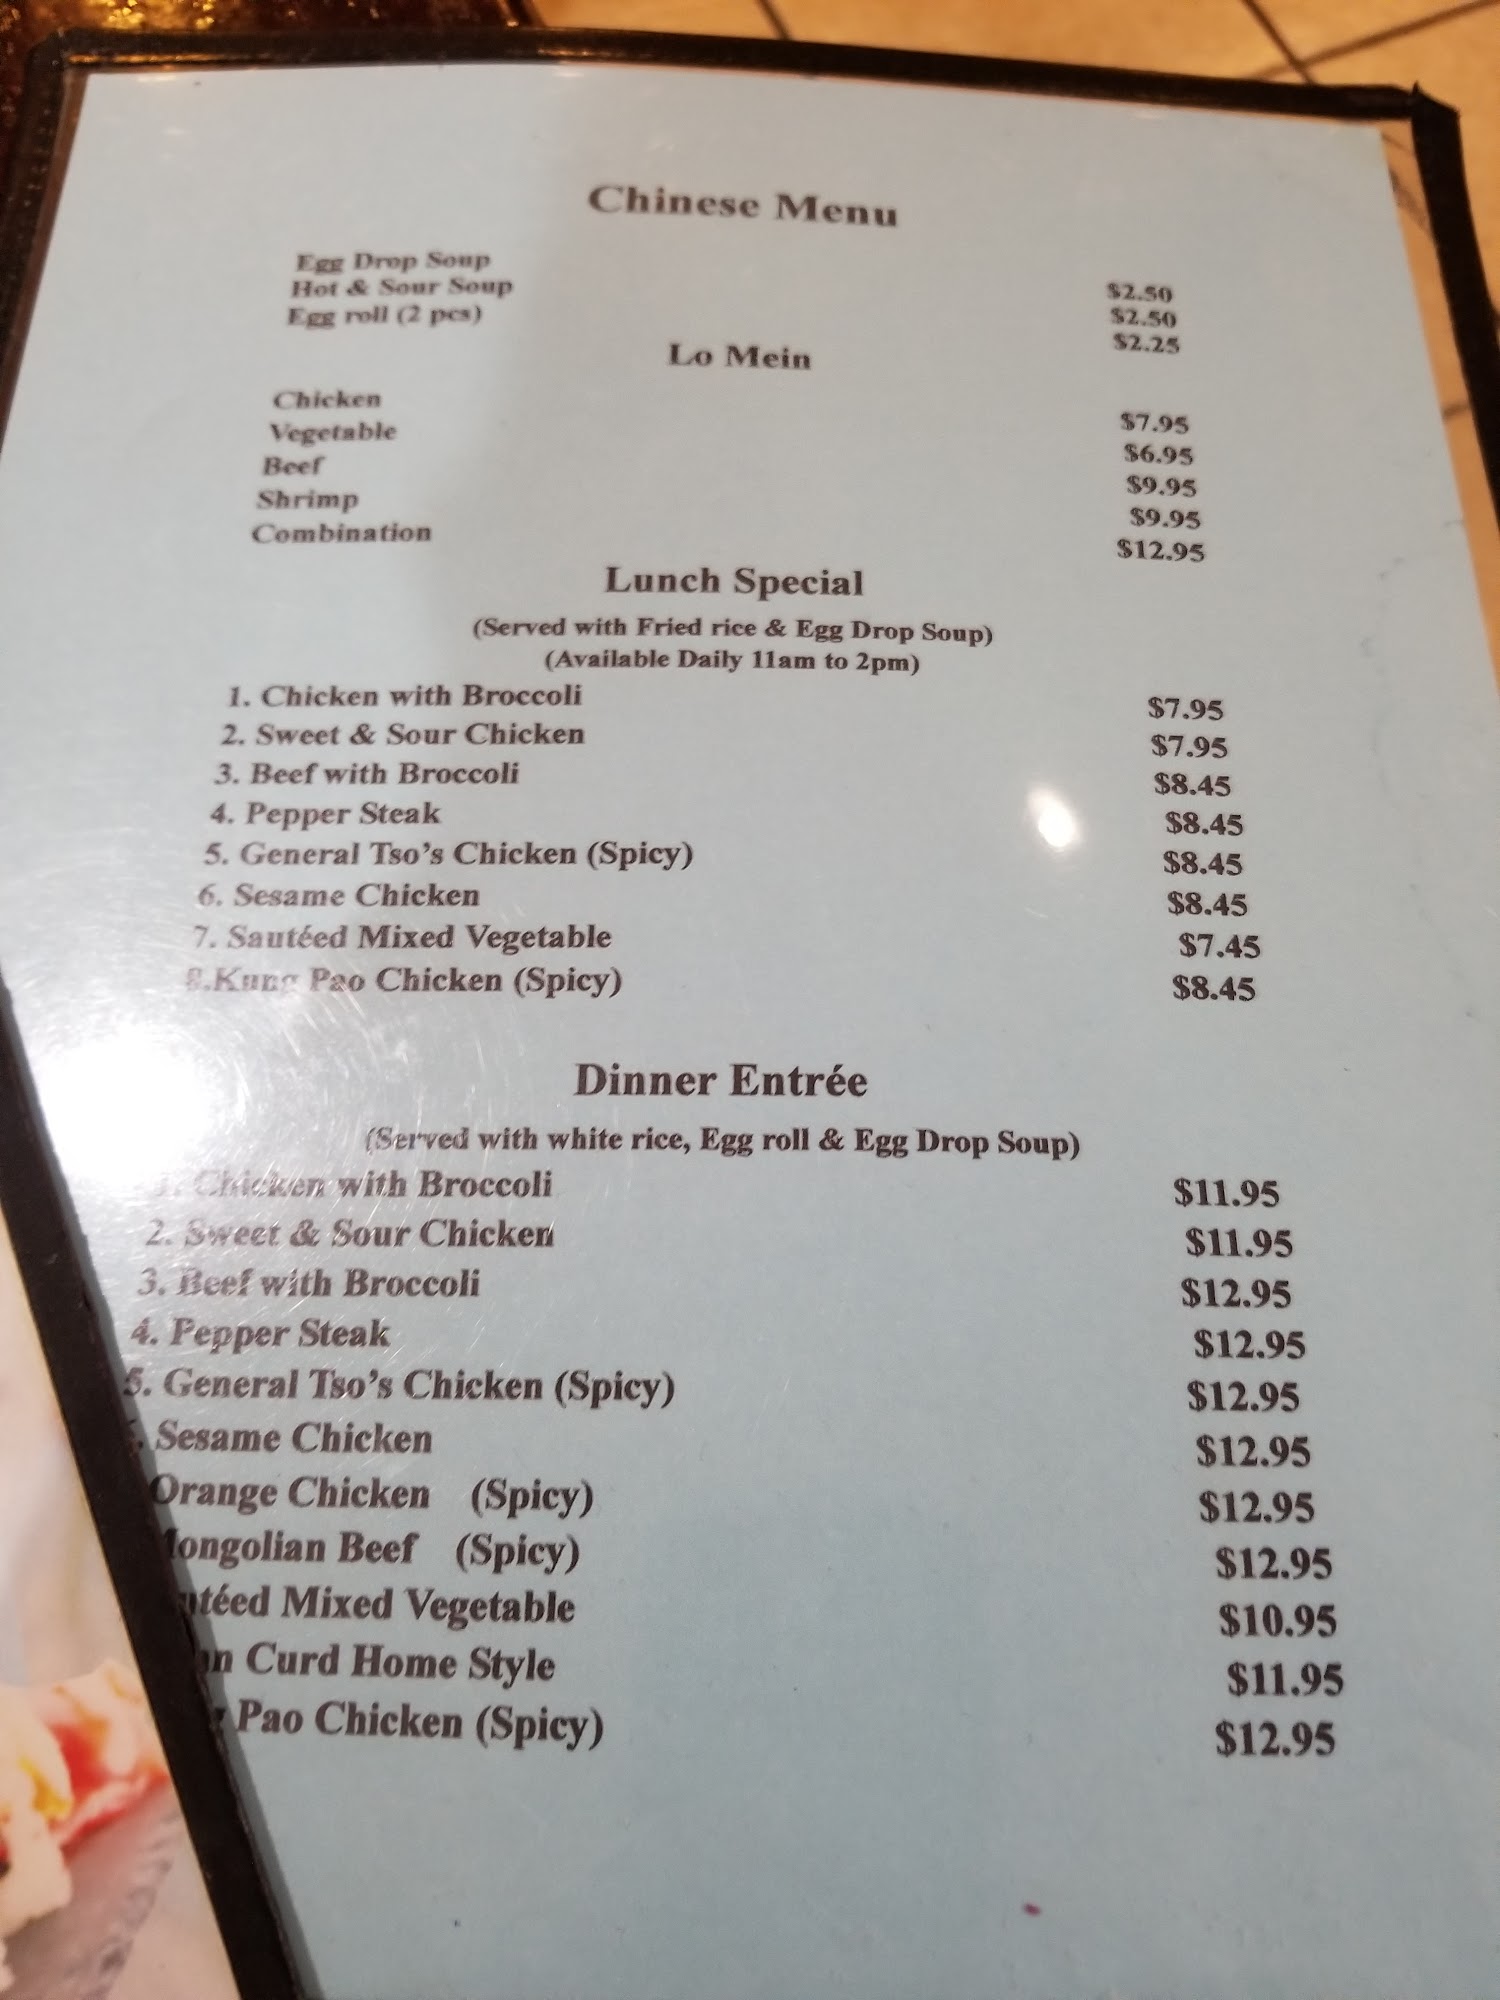 Chinese Menu
Egg Drop Soup $2.50
Hot & Sour Soup $2.50
Egg roll (2 pcs) $2.25
Lo Mein
Chicken $7.95
Vegetable $6.95
Beef $9.95
Shrimp $9.95
Combination $12.95
Lunch Special
(Served with Fried rice & Egg Drop Soup)
(Available Daily 11am to 2pm)
1. Chicken with Broccoli $7.95
2. Sweet & Sour Chicken $7.95
3. Beef with Broccoli $8.45
4. Pepper Steak $8.45
5. General Tso's Chicken (Spicy) $8.45
6. Sesame Chicken $8.45
7. Sautéed Mixed Vegetable $7.45
8.Kung Pao Chicken (Spicy) $8.45
Dinner Entrée
(Served with white rice, Egg roll & Egg Drop Soup)
1. Chicken with Broccoli $11.95
2. Sweet & Sour Chicken $11.95
3. Beef with Broccoli $12.95
4. Pepper Steak $12.95
5. General Tso's Chicken (Spicy) $12.95
Sesame Chicken $12.95
Orange Chicken (Spicy) $12.95
Mongolian Beef (Spicy) $12.95
Mixed Vegetable $10.95
Curd Home Style $11.95
Pao Chicken (Spicy) $12.95